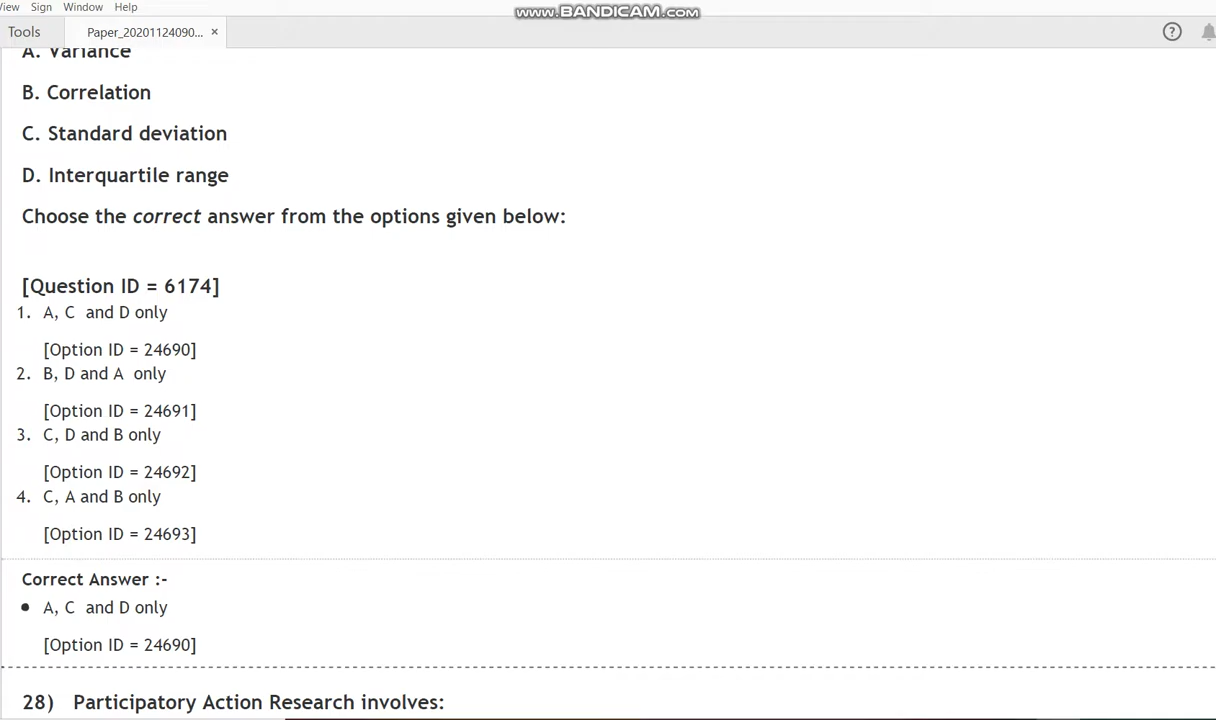 View Sign Window Help
www.BANDICAM.com
Tools Paper_20201124090... × ?
A. Variance
B. Correlation
C. Standard deviation
D. Interquartile range
Choose the correct answer from the options given below:
[Question ID = 6174]
1. A, C and D only
[Option ID = 24690]
2. B, D and A only
[Option ID = 24691]
3. C, D and B only
[Option ID = 24692]
4. C, A and B only
[Option ID = 24693]
Correct Answer :-
• A, C and D only
[Option ID = 24690]
28) Participatory Action Research involves: